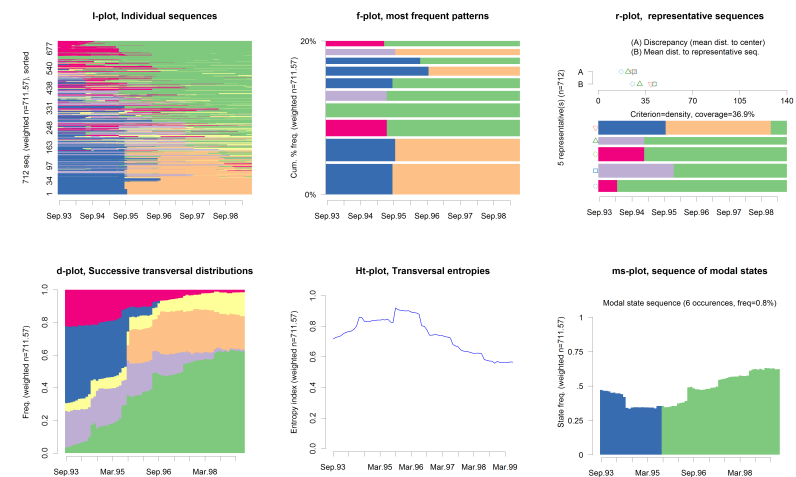 I-plot, Individual sequences
712 seq. (weighted n=711.57), sorted
1 34 97 163 248 331 438 540 677
Sep.93 Sep.94 Sep.95 Sep.96 Sep.97 Sep.98
f-plot, most frequent patterns
Cum. % freq. (weighted n=711.57)
20%
0%
Sep.93 Sep.94 Sep.95 Sep.96 Sep.97 Sep.98
r-plot, representative sequences
(A) Discrepancy (mean dist. to center)
(B) Mean dist. to representative seq.
5 representative(s) (n=712)
A
B
0 35 70 105 140
Criterion=density, coverage=36.9%
Sep.93 Sep.94 Sep.95 Sep.96 Sep.97 Sep.98
d-plot, Successive transversal distributions
Freq. (weighted n=711.57)
0.0 0.2 0.4 0.6 0.8 1.0
Sep.93 Mar.95 Sep.96 Mar.98
Ht-plot, Transversal entropies
Entropy index (weighted n=711.57)
0.0 0.2 0.4 0.6 0.8 1.0
Sep.93 Mar.95 Mar.96 Mar.97 Mar.98 Mar.99
ms-plot, sequence of modal states
Modal state sequence (6 occurences, freq=0.8%)
State freq. (weighted n=711.57)
1
.75
.5
0.25
0
Sep.93 Mar.95 Sep.96 Mar.98